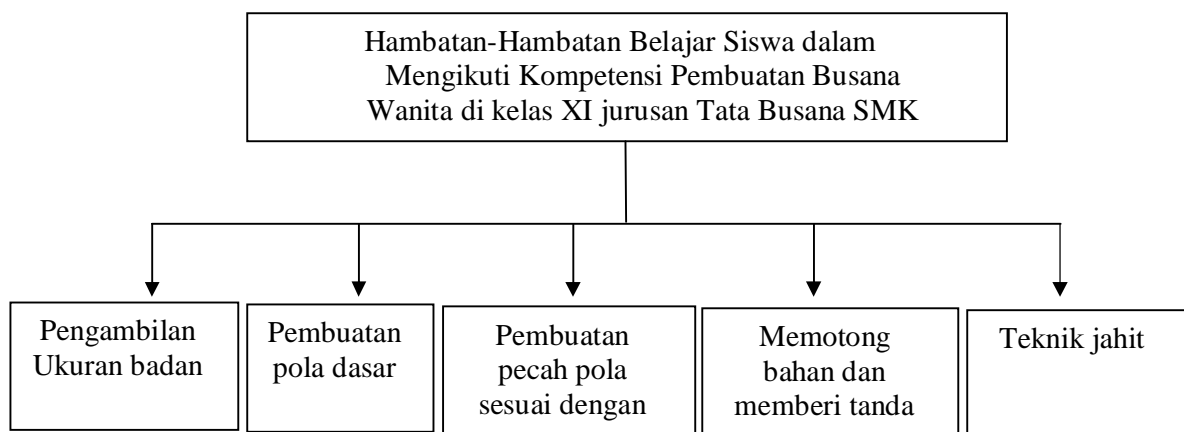 Hambatan-Hambatan Belajar Siswa dalam
Mengikuti Kompetensi Pembuatan Busana
Wanita di kelas XI jurusan Tata Busana SMK
Pengambilan
Ukuran badan
Pembuatan
pola dasar
Pembuatan
pecah pola
sesuai dengan
Memotong
bahan dan
memberi tanda
Teknik jahit